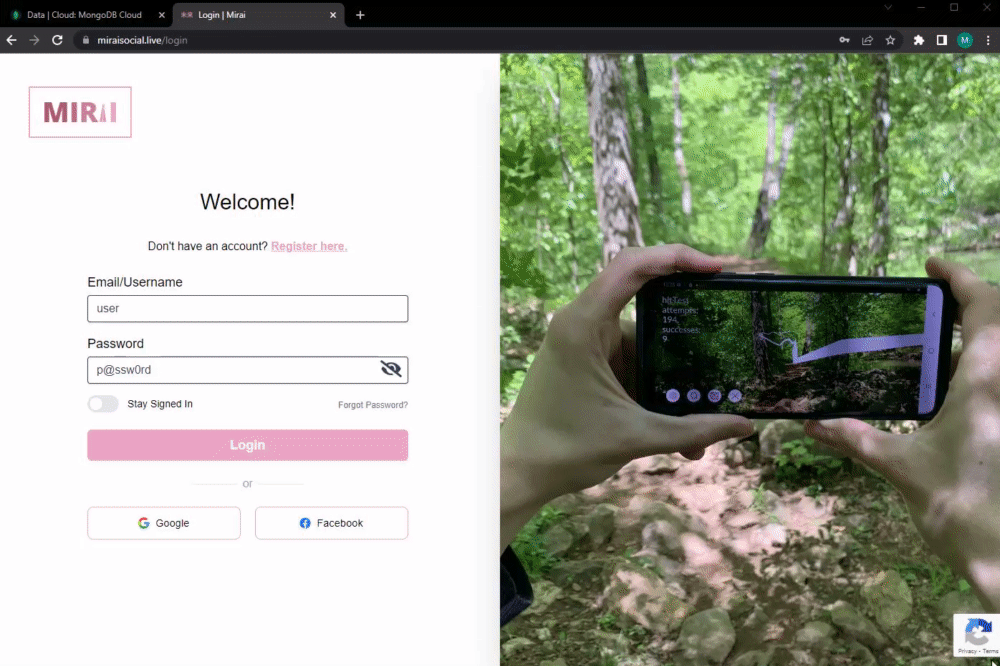 Data | Cloud: MongoDB Cloud
Login | Mirai
miraisocial.live/login
M
MIRAI
Welcome!
Don't have an account? Register here.
Email/Username
user
Password
p@ssw0rd
Stay Signed In
Forgot Password?
Login
or
Google
Facebook
hitTest
attempts:
194,
successes:
9
Privacy - Terms